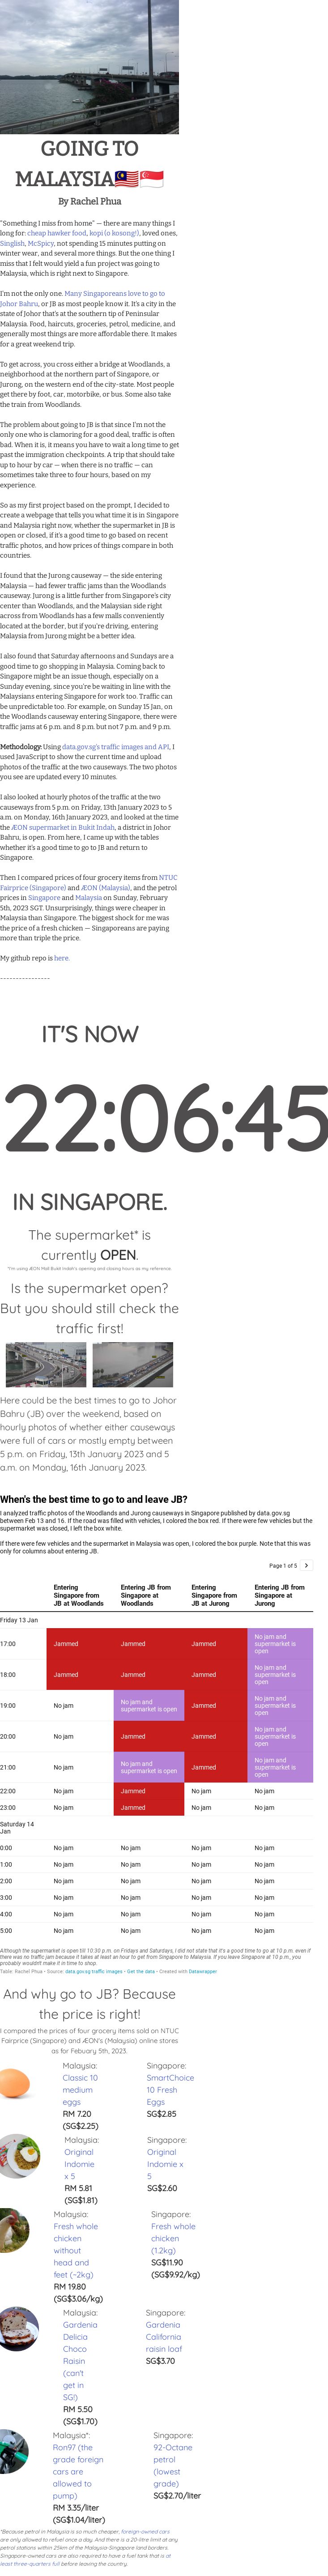 GOING TO
MALAYSIA🇲🇾🇸🇬
By Rachel Phua
"Something I miss from home" — there are many things I
long for: cheap hawker food, kopi (o kosong!), loved ones,
Singlish, McSpicy, not spending 15 minutes putting on
winter wear, and several more things. But the one thing I
miss that I felt would yield a fun project was going to
Malaysia, which is right next to Singapore.
I'm not the only one. Many Singaporeans love to go to
Johor Bahru, or JB as most people know it. It's a city in the
state of Johor that's at the southern tip of Peninsular
Malaysia. Food, haircuts, groceries, petrol, medicine, and
generally most things are more affordable there. It makes
for a great weekend trip.
To get across, you cross either a bridge at Woodlands, a
neighborhood at the northern part of Singapore, or
Jurong, on the western end of the city-state. Most people
get there by foot, car, motorbike, or bus. Some also take
the train from Woodlands.
The problem about going to JB is that since I'm not the
only one who is clamoring for a good deal, traffic is often
bad. When it is, it means you have to wait a long time to get
past the immigration checkpoints. A trip that should take
up to hour by car — when there is no traffic — can
sometimes take three to four hours, based on my
experience.
So as my first project based on the prompt, I decided to
create a webpage that tells you what time it is in Singapore
and Malaysia right now, whether the supermarket in JB is
open or closed, if it's a good time to go based on recent
traffic photos, and how prices of things compare in both
countries.
I found that the Jurong causeway — the side entering
Malaysia — had fewer traffic jams than the Woodlands
causeway. Jurong is a little further from Singapore's city
center than Woodlands, and the Malaysian side right
across from Woodlands has a few malls conveniently
located at the border, but if you're driving, entering
Malaysia from Jurong might be a better idea.
I also found that Saturday afternoons and Sundays are a
good time to go shopping in Malaysia. Coming back to
Singapore might be an issue though, especially on a
Sunday evening, since you're be waiting in line with the
Malaysians entering Singapore for work too. Traffic can
be unpredictable too. For example, on Sunday 15 Jan, on
the Woodlands causeway entering Singapore, there were
traffic jams at 6 p.m. and 8 p.m. but not 7 p.m. and 9 p.m.
Methodology: Using data.gov.sg's traffic images and API, I
used JavaScript to show the current time and upload
photos of the traffic at the two causeways. The two photos
you see are updated every 10 minutes.
I also looked at hourly photos of the traffic at the two
causeways from 5 p.m. on Friday, 13th January 2023 to 5
a.m. on Monday, 16th January 2023, and looked at the time
the ÆON supermarket in Bukit Indah, a district in Johor
Bahru, is open. From here, I came up with the tables
whether it's a good time to go to JB and return to
Singapore.
Then I compared prices of four grocery items from NTUC
Fairprice (Singapore) and ÆON (Malaysia), and the petrol
prices in Singapore and Malaysia on Sunday, February
5th, 2023 SGT. Unsurprisingly, things were cheaper in
Malaysia than Singapore. The biggest shock for me was
the price of a fresh chicken — Singaporeans are paying
more than triple the price.
My github repo is here.
----------------
IT'S NOW
22:06:45
IN SINGAPORE.
The supermarket* is
currently OPEN.
*I'm using ÆON Mall Bukit Indah's opening and closing hours as my reference.
Is the supermarket open?
But you should still check the
traffic first!
Here could be the best times to go to Johor
Bahru (JB) over the weekend, based on
hourly photos of whether either causeways
were full of cars or mostly empty between
5 p.m. on Friday, 13th January 2023 and 5
a.m. on Monday, 16th January 2023.
When's the best time to go to and leave JB?
I analyzed traffic photos of the Woodlands and Jurong causeways in Singapore published by data.gov.sg
between Feb 13 and 16. If the road was filled with vehicles, I colored the box red. If there were few vehicles but the
supermarket was closed, I left the box white.
If there were few vehicles and the supermarket in Malaysia was open, I colored the box purple. Note that this was
only for columns about entering JB.
Page 1 of 5 >
Entering Singapore from JB at Woodlands Entering JB from Singapore at Woodlands Entering Singapore from JB at Jurong Entering JB from Singapore at Jurong
Friday 13 Jan
17:00 Jammed Jammed Jammed No jam and supermarket is open
18:00 Jammed Jammed Jammed No jam and supermarket is open
19:00 No jam No jam and supermarket is open Jammed No jam and supermarket is open
20:00 No jam Jammed Jammed No jam and supermarket is open
21:00 No jam No jam and supermarket is open Jammed No jam and supermarket is open
22:00 No jam Jammed No jam No jam
23:00 No jam Jammed No jam No jam
Saturday 14 Jan
0:00 No jam No jam No jam No jam
1:00 No jam No jam No jam No jam
2:00 No jam No jam No jam No jam
3:00 No jam No jam No jam No jam
4:00 No jam No jam No jam No jam
5:00 No jam No jam No jam No jam
Although the supermarket is open till 10:30 p.m. on Fridays and Saturdays, I did not state that it's a good time to go at 10 p.m. even if
there was no traffic jam because it takes at least an hour to get from Singapore to Malaysia. If you leave Singapore at 10 p.m., you
probably wouldn't make it in time to shop.
Table: Rachel Phua • Source: data.gov.sg traffic images • Get the data • Created with Datawrapper
And why go to JB? Because
the price is right!
I compared the prices of four grocery items sold on NTUC
Fairprice (Singapore) and ÆON's (Malaysia) online stores
as for Febuary 5th, 2023.
Malaysia:
Classic 10
medium
eggs
RM 7.20
(SG$2.25)
Singapore:
SmartChoice
10 Fresh
Eggs
SG$2.85
Malaysia:
Original
Indomie
x 5
RM 5.81
(SG$1.81)
Singapore:
Original
Indomie x
5
SG$2.60
Malaysia:
Fresh whole
chicken
without
head and
feet (~2kg)
RM 19.80
(SG$3.06/kg)
Singapore:
Fresh whole
chicken
(1.2kg)
SG$11.90
(SG$9.92/kg)
Malaysia:
Gardenia
Delicia
Choco
Raisin
(can't
get in
SG!)
RM 5.50
(SG$1.70)
Singapore:
Gardenia
California
raisin loaf
SG$3.70
Malaysia*:
Ron97 (the
grade foreign
cars are
allowed to
pump)
RM 3.35/liter
(SG$1.04/liter)
Singapore:
92-Octane
petrol
(lowest
grade)
SG$2.70/liter
*Because petrol in Malaysia is so much cheaper, foreign-owned cars
are only allowed to refuel once a day. And there is a 20-litre limit at any
petrol stations within 25km of the Malaysia-Singapore land borders.
Singapore-owned cars are also required to have a fuel tank that is at
least three-quarters full before leaving the country.